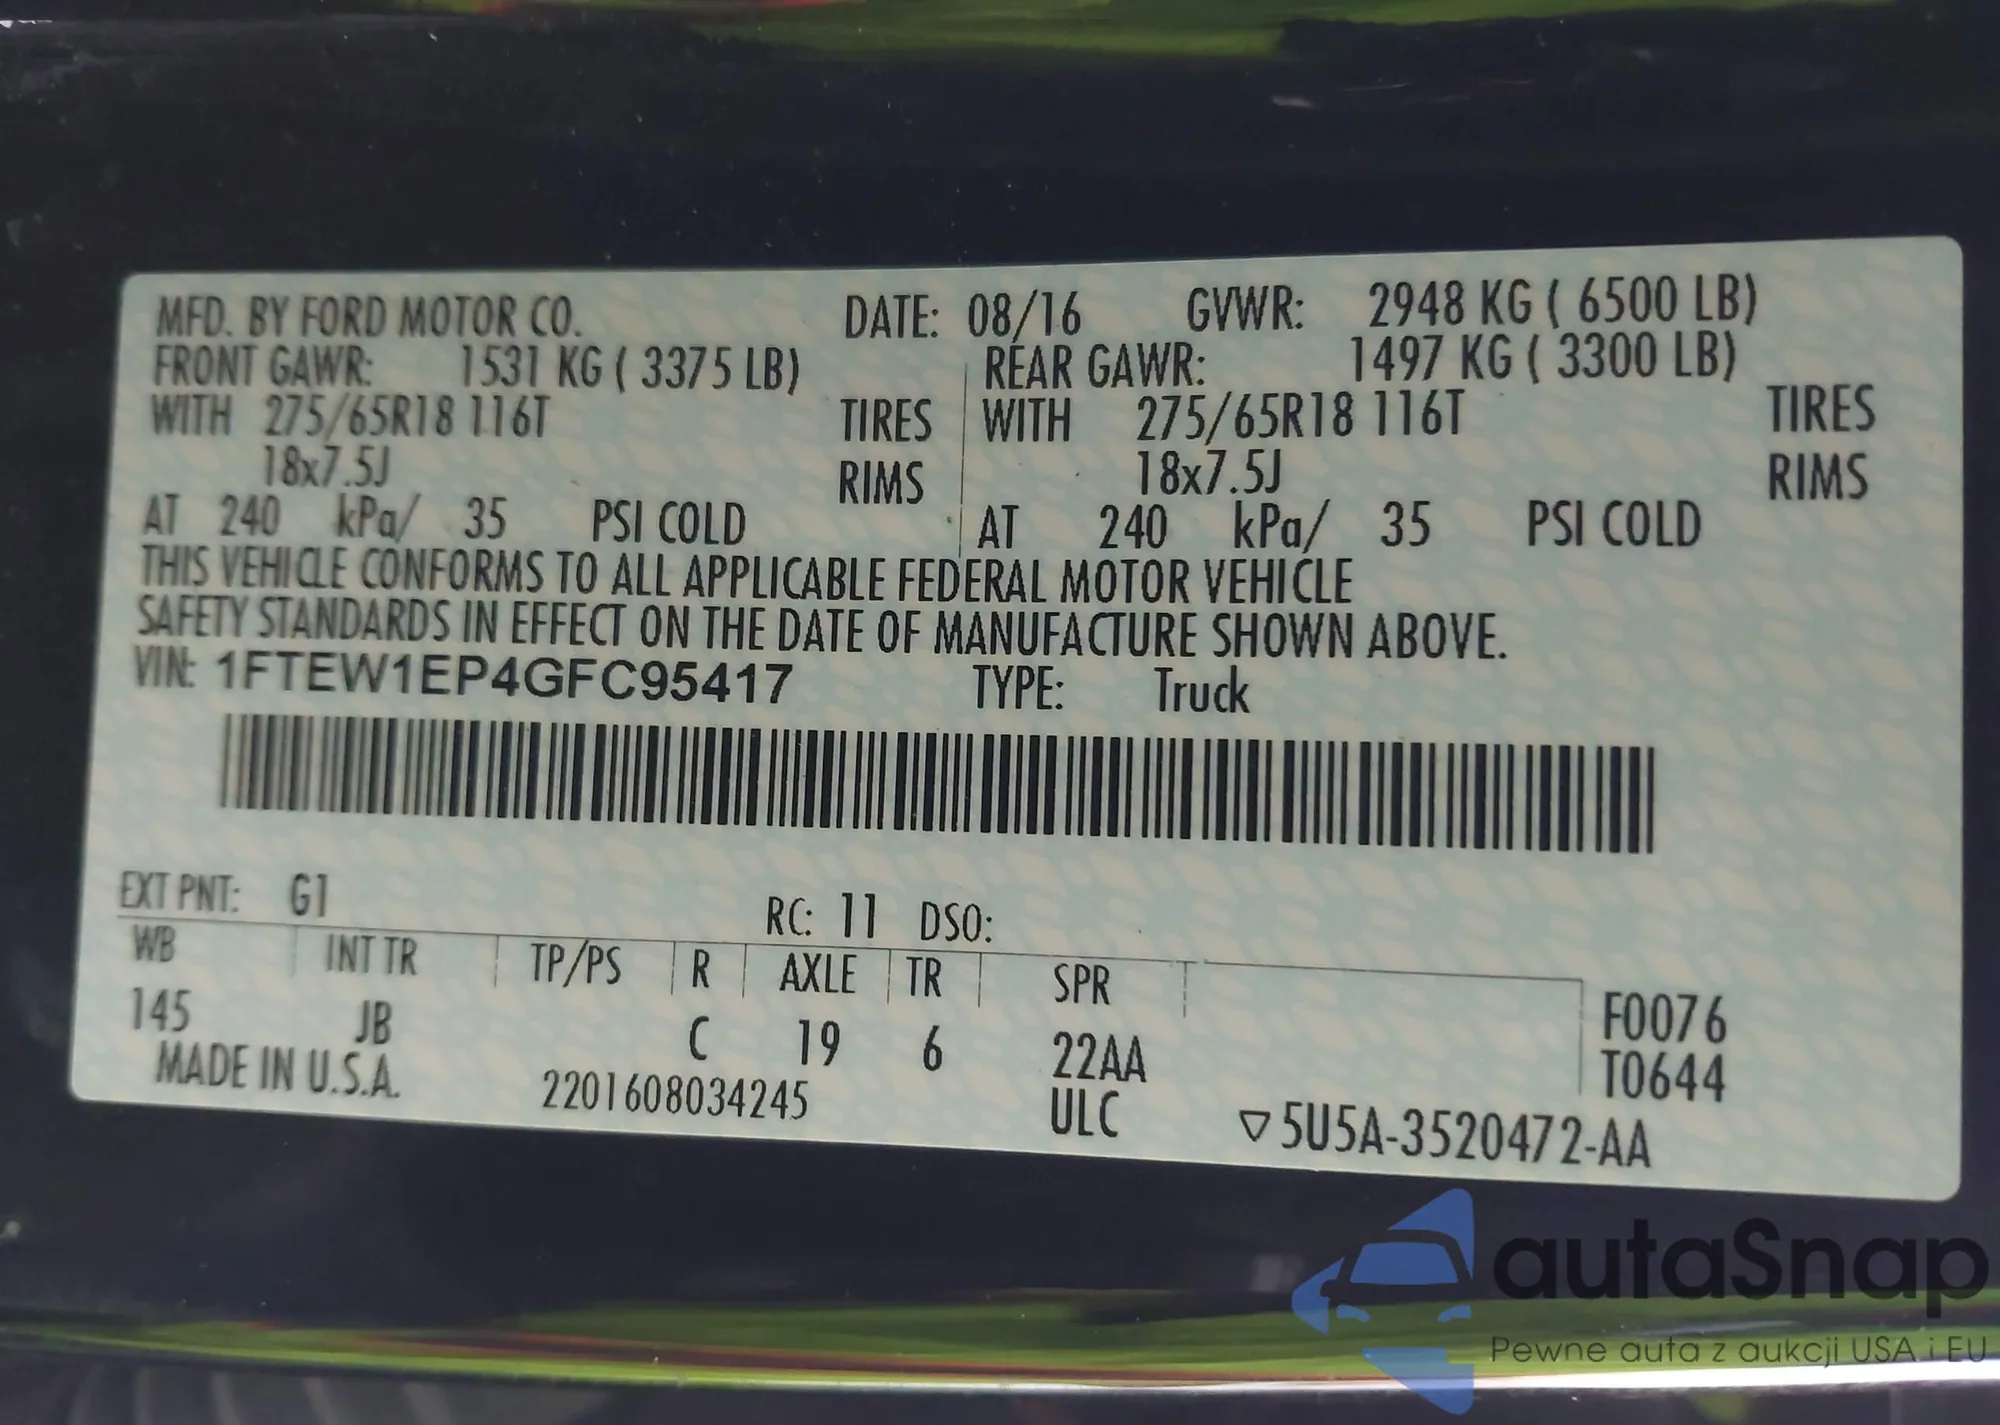 MFD. BY FORD MOTOR CO. DATE: 08/16 GVWR: 2948 KG ( 6500 LB)
FRONT GAWR: 1531 KG ( 3375 LB) REAR GAWR: 1497 KG ( 3300 LB)
WITH 275/65R18 116T TIRES WITH 275/65R18 116T TIRES
18x7.5J RIMS 18x7.5J RIMS
AT 240 kPa/ 35 PSI COLD AT 240 kPa/ 35 PSI COLD
THIS VEHICLE CONFORMS TO ALL APPLICABLE FEDERAL MOTOR VEHICLE
SAFETY STANDARDS IN EFFECT ON THE DATE OF MANUFACTURE SHOWN ABOVE.
VIN: 1FTEW1EP4GFC95417 TYPE: Truck
EXT PNT: G1 RC: 11 DSO:
WB INT TR TP/PS R AXLE TR SPR
145 JB C 19 6 22AA F0076
T0644
MADE IN U.S.A. 2201608034245 ULC ▽5U5A-3520472-AA
autaSnap
Pewne auta z aukcji USA i EU